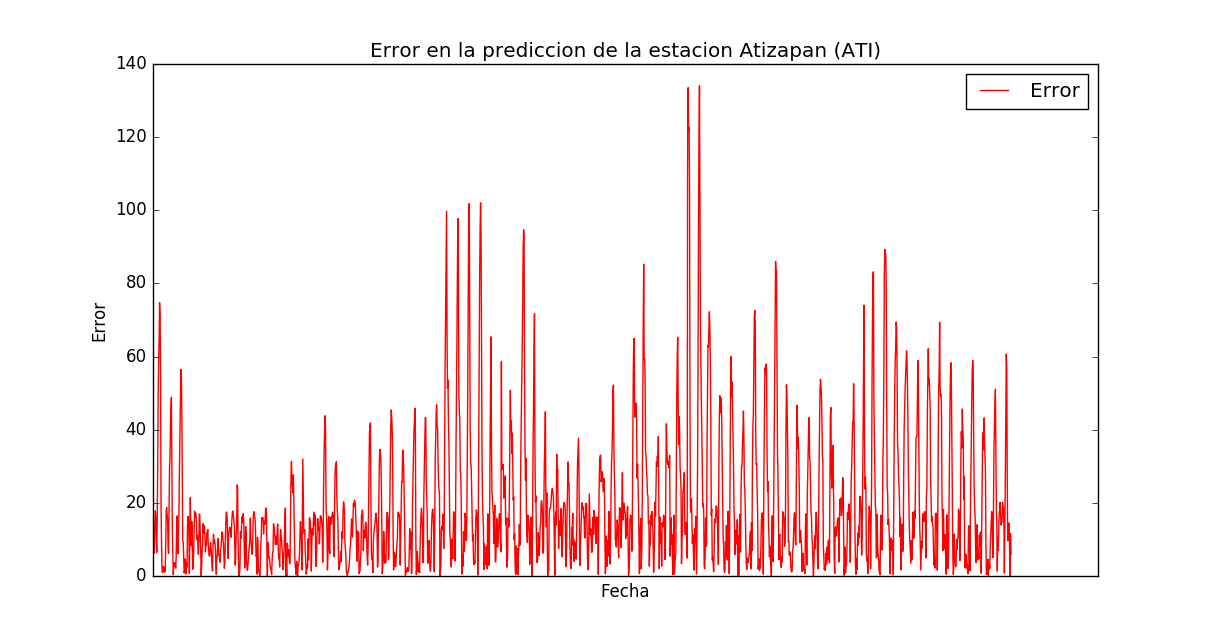 Error en la prediccion de la estacion Atizapan (ATI)
140
120
100
80
60
40
20
0
Error
Error
Fecha